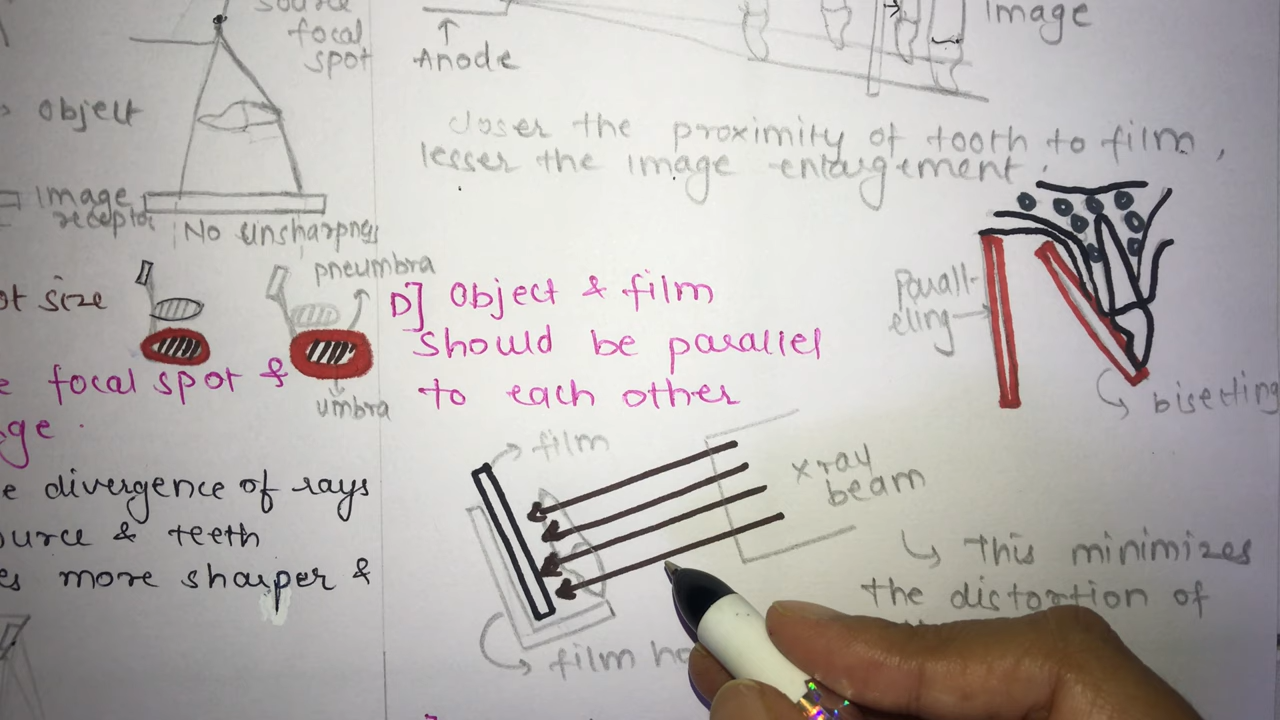 source
focal
spot
object
Image
receptor
No unsharpness
pneumbra
ot size
e focal spot &
umbra
ge.
e divergence of rays
ource & teeth
es more sharper &
Image
Anode
closer the proximity of tooth to film,
lesser the image enlargement.
D] Object & film
should be parallel
to each other
Parall-
eling
bisecting
film
x ray
beam
film ho
This minimizes
the distortion of